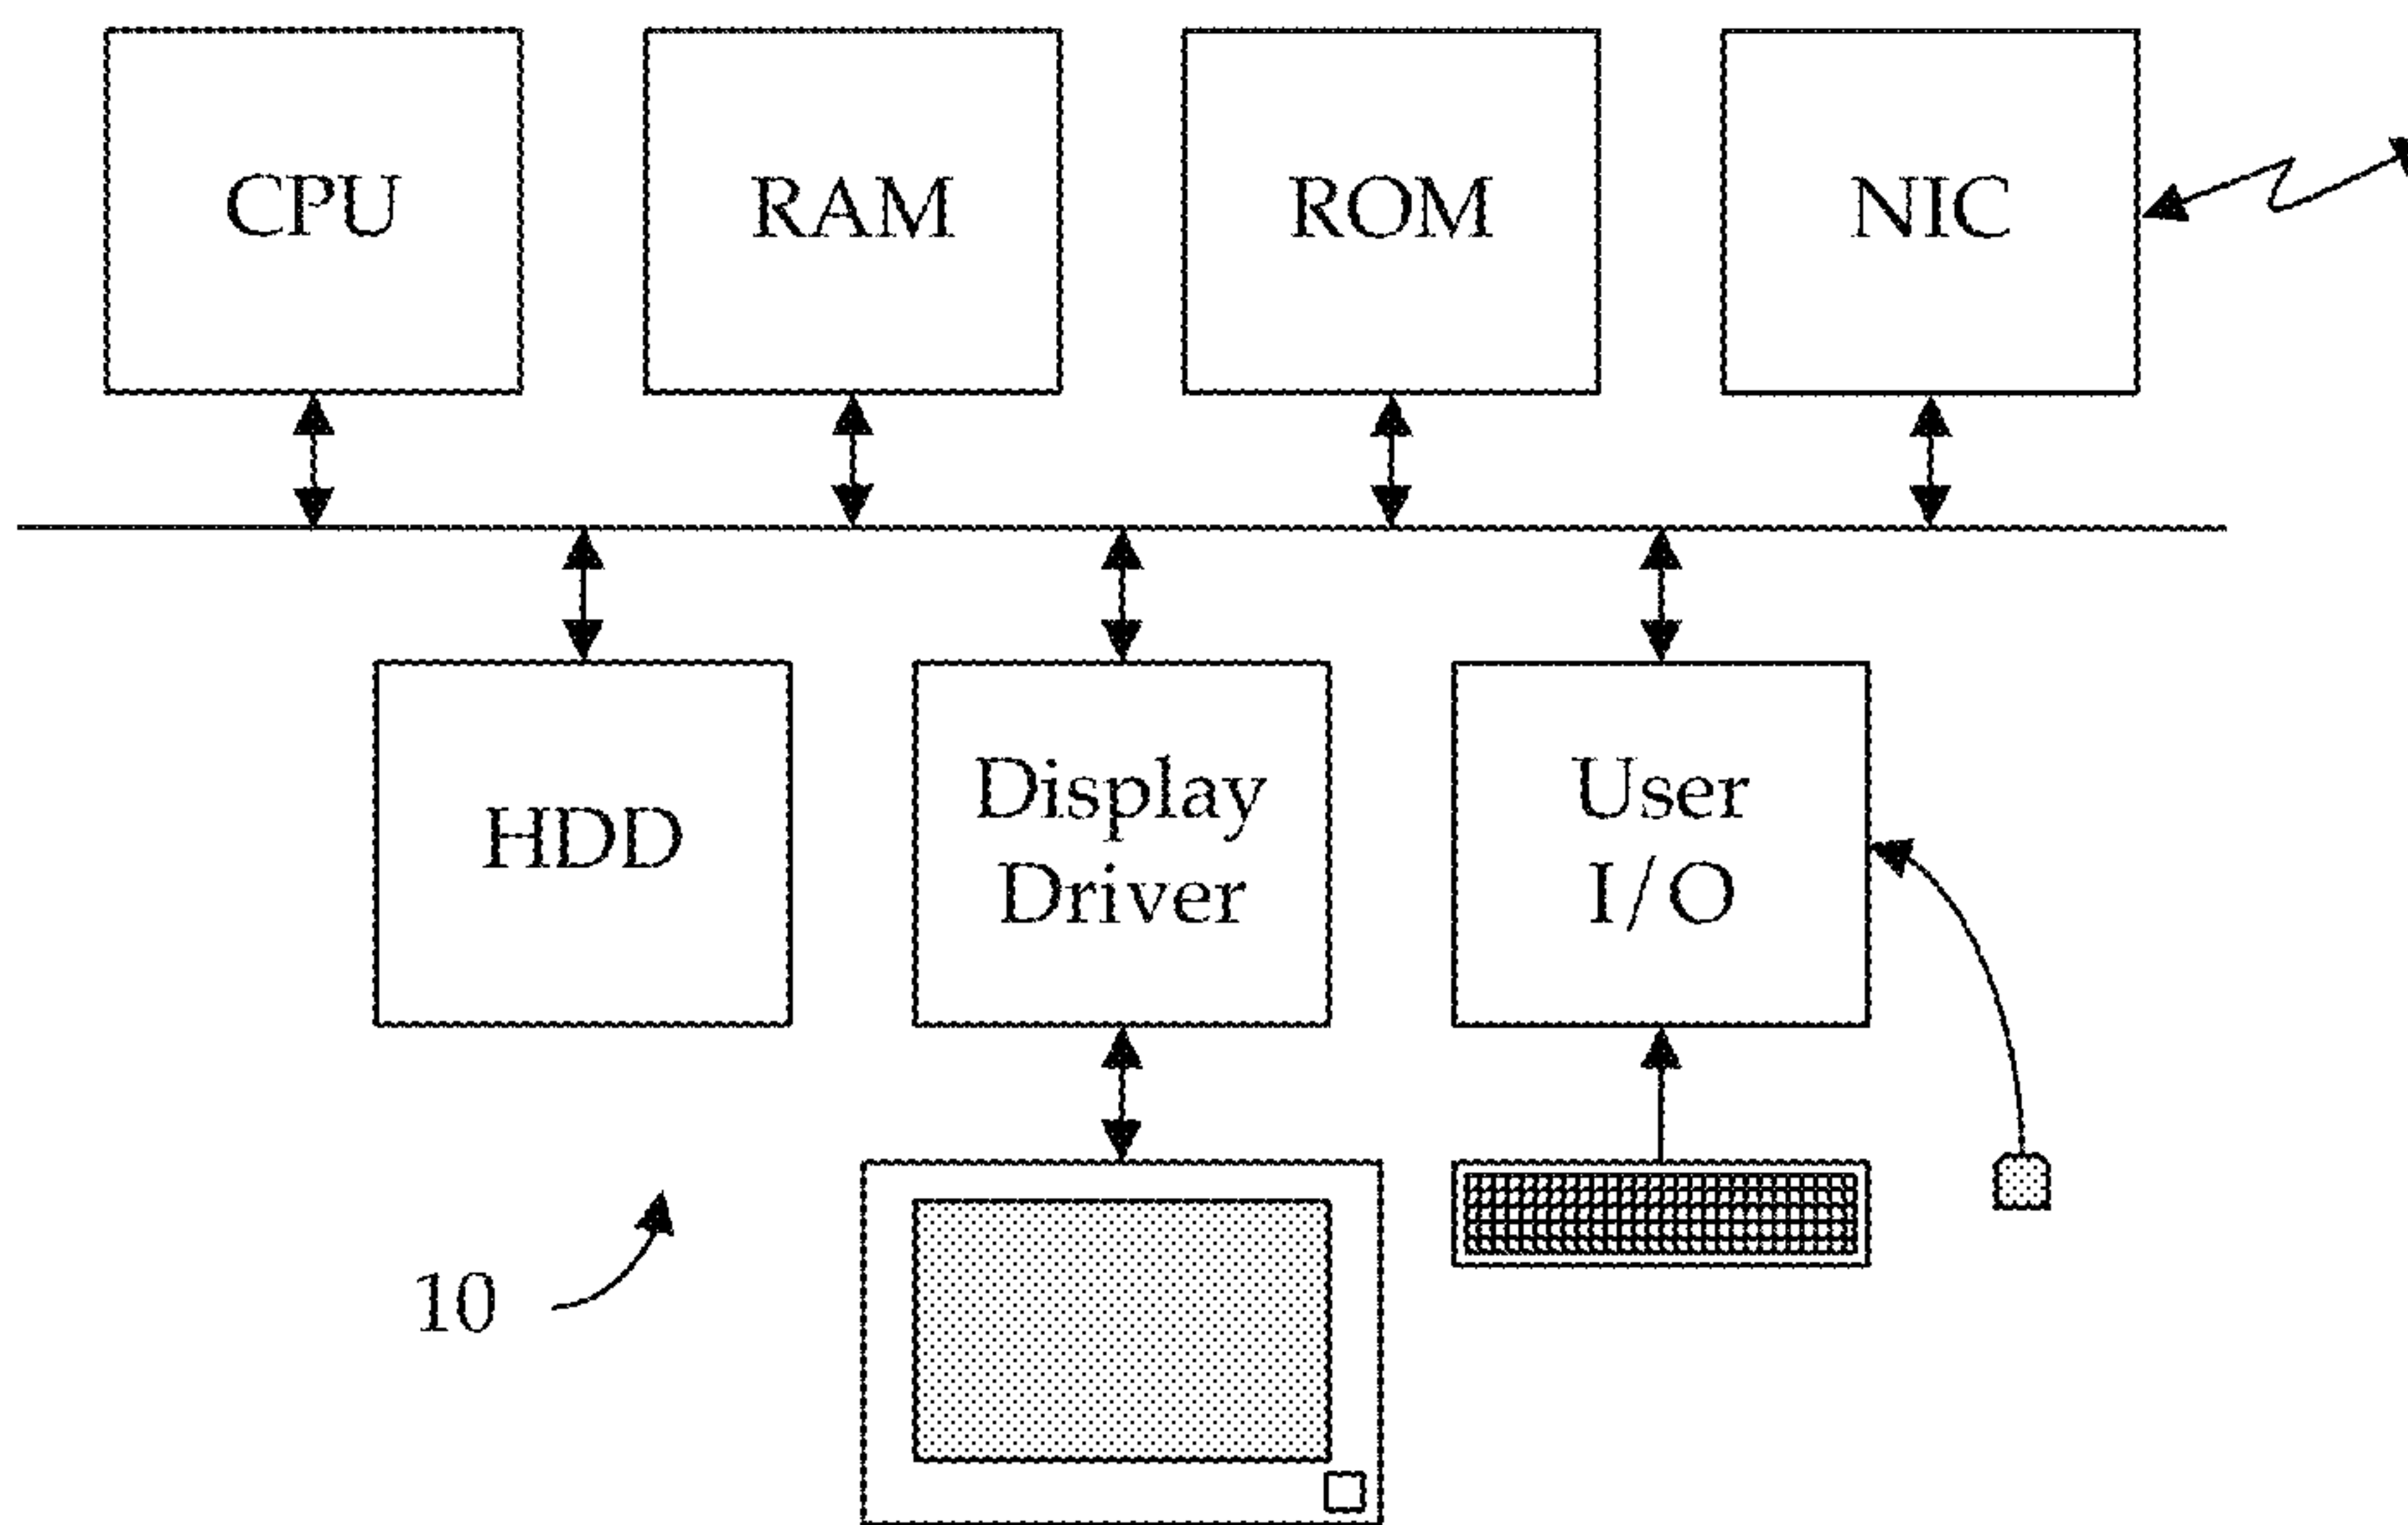 CPU
RAM
ROM
NIC
HDD
Display
Driver
User
I/O
10